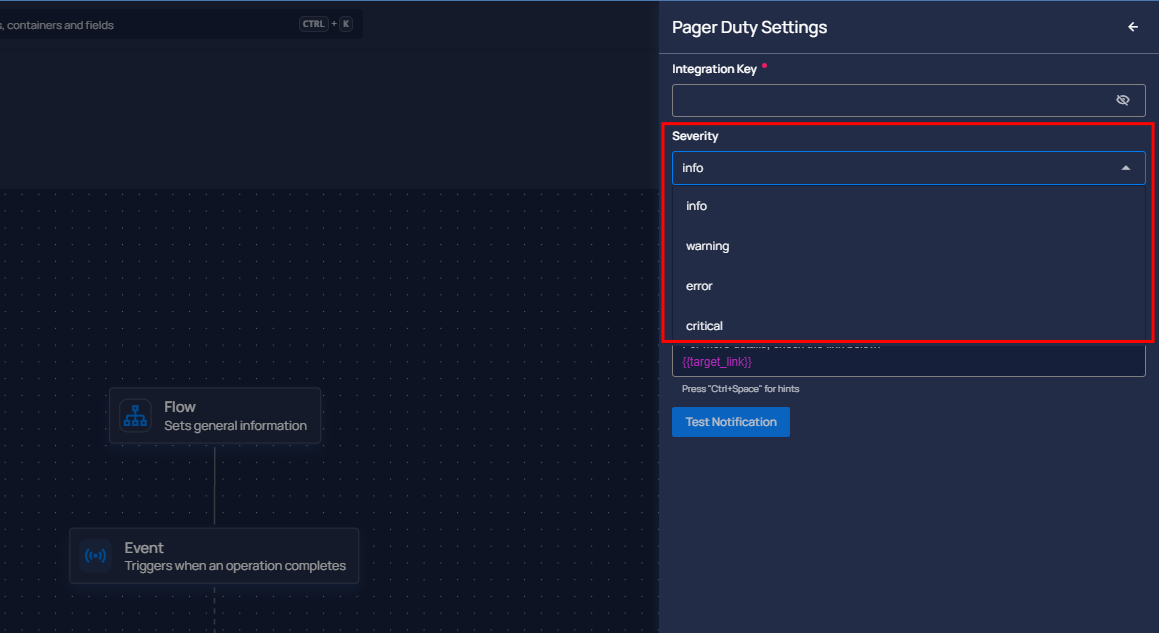 , containers and fields
CTRL + K
Pager Duty Settings
Integration Key
Severity
info
info
warning
error
critical
{{target_link}}
Press "Ctrl+Space" for hints
Test Notification
Flow
Sets general information
Event
Triggers when an operation completes